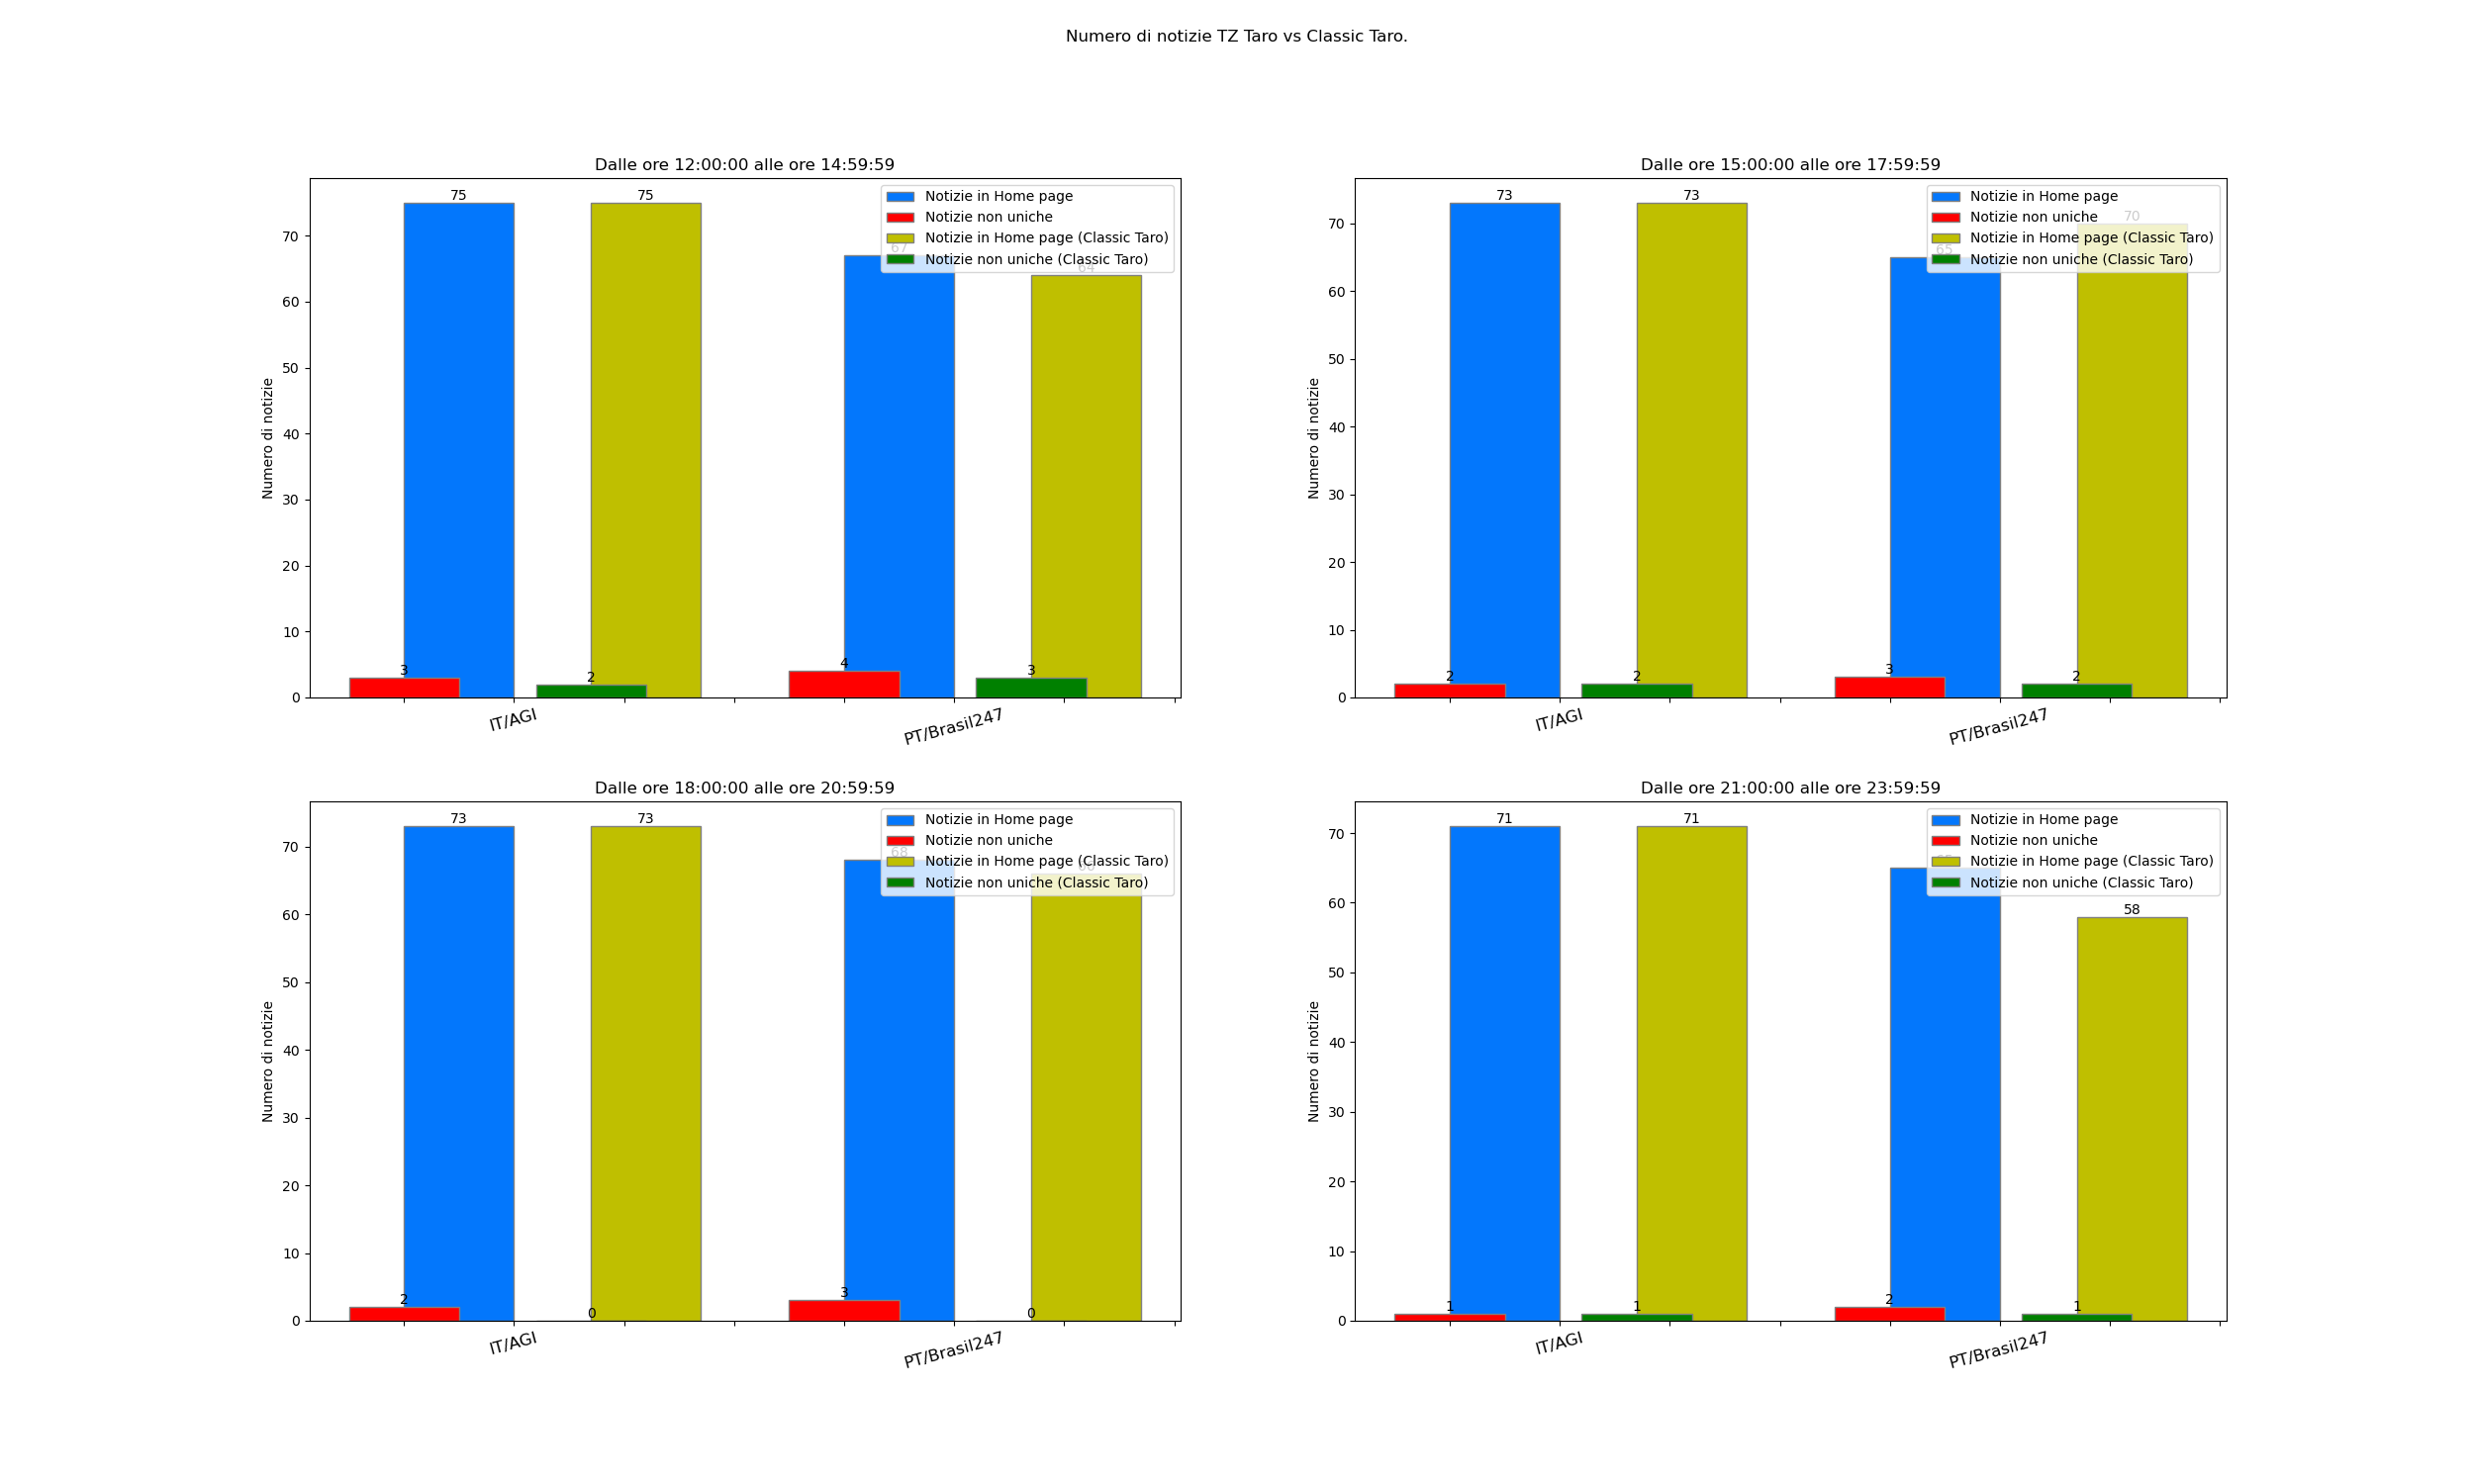 Numero di notizie TZ Taro vs Classic Taro.
Dalle ore 12:00:00 alle ore 14:59:59
Numero di notizie
70
60
50
40
30
20
10
0
75
75
67
64
3
2
4
3
Notizie in Home page
Notizie non uniche
Notizie in Home page (Classic Taro)
Notizie non uniche (Classic Taro)
IT/AGI
PT/Brasil247
Dalle ore 15:00:00 alle ore 17:59:59
Numero di notizie
70
60
50
40
30
20
10
0
73
73
65
70
2
2
3
2
Notizie in Home page
Notizie non uniche
Notizie in Home page (Classic Taro)
Notizie non uniche (Classic Taro)
IT/AGI
PT/Brasil247
Dalle ore 18:00:00 alle ore 20:59:59
Numero di notizie
70
60
50
40
30
20
10
0
73
73
68
66
2
0
3
0
Notizie in Home page
Notizie non uniche
Notizie in Home page (Classic Taro)
Notizie non uniche (Classic Taro)
IT/AGI
PT/Brasil247
Dalle ore 21:00:00 alle ore 23:59:59
Numero di notizie
70
60
50
40
30
20
10
0
71
71
58
1
1
2
1
Notizie in Home page
Notizie non uniche
Notizie in Home page (Classic Taro)
Notizie non uniche (Classic Taro)
IT/AGI
PT/Brasil247